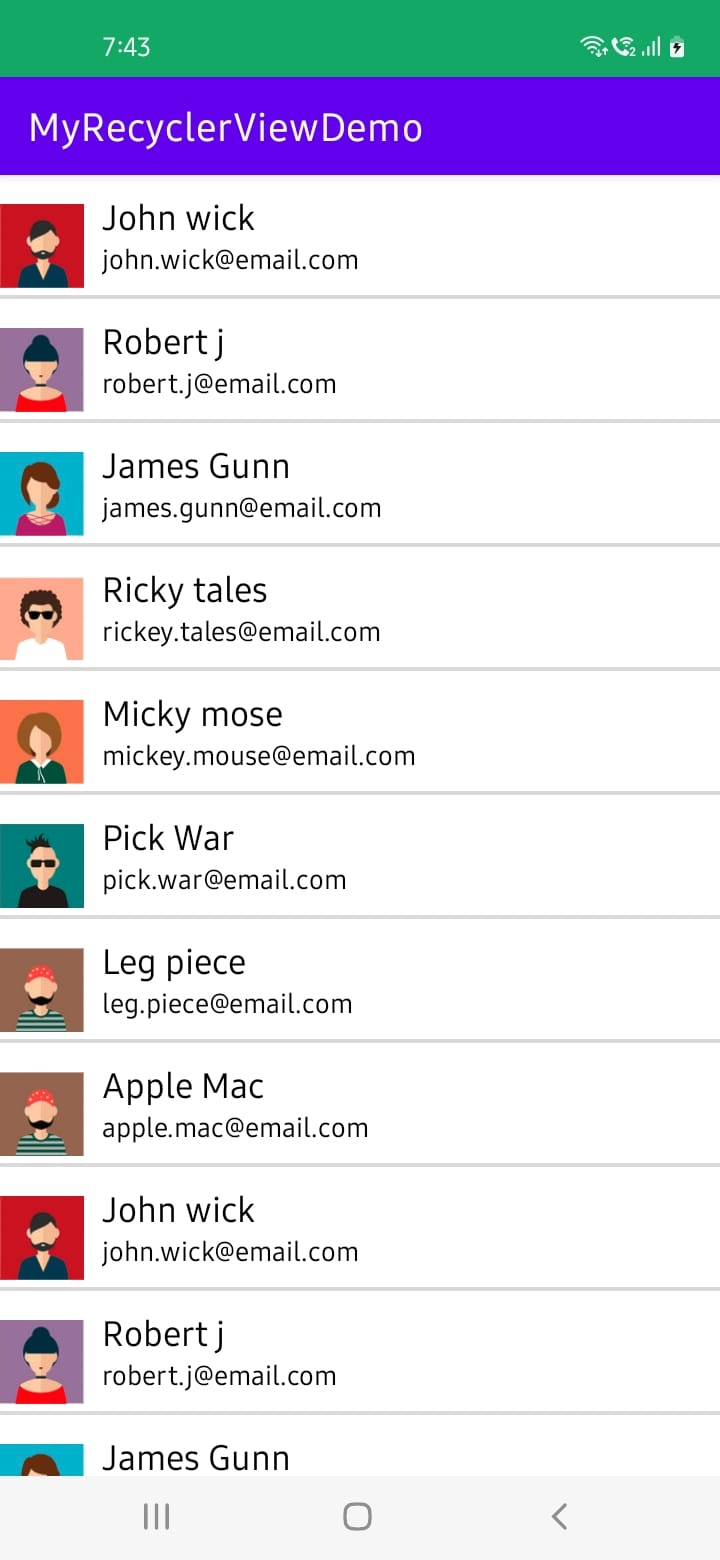 7:43
MyRecyclerViewDemo
John wick
john.wick@email.com
Robert j
robert.j@email.com
James Gunn
james.gunn@email.com
Ricky tales
rickey.tales@email.com
Micky mose
mickey.mouse@email.com
Pick War
pick.war@email.com
Leg piece
leg.piece@email.com
Apple Mac
apple.mac@email.com
John wick
john.wick@email.com
Robert j
robert.j@email.com
James Gunn